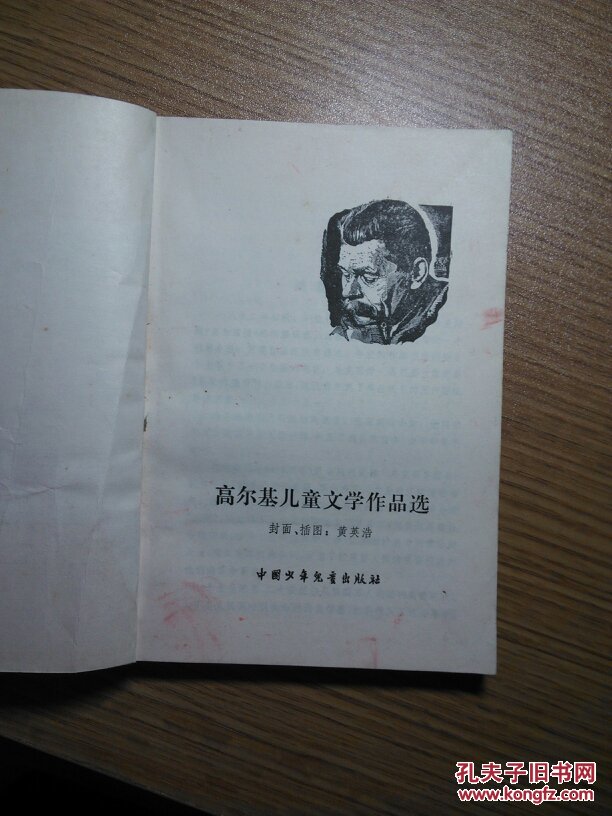 高尔基儿童文学作品选
封面、插图：黄英浩
中国少年儿童出版社
孔夫子旧书网
www.kongfz.com